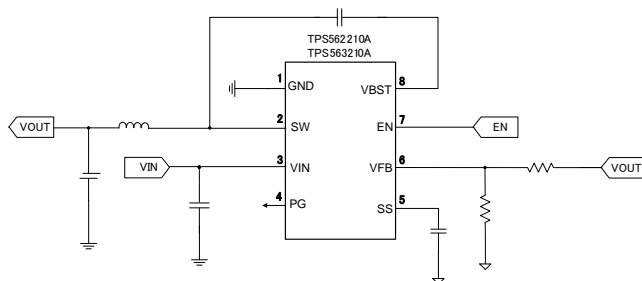 TPS562210A
TPS563210A
1 GND VBST 8
VOUT 2 SW EN 7 EN
VIN 3 VIN VFB 6 VOUT
4 PG SS 5